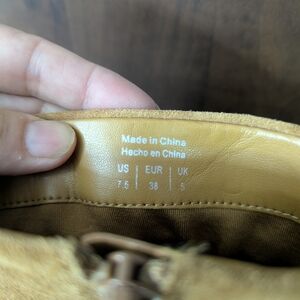 Made in China
Hecho en China
US | EUR | UK
7.5 | 38 | 5